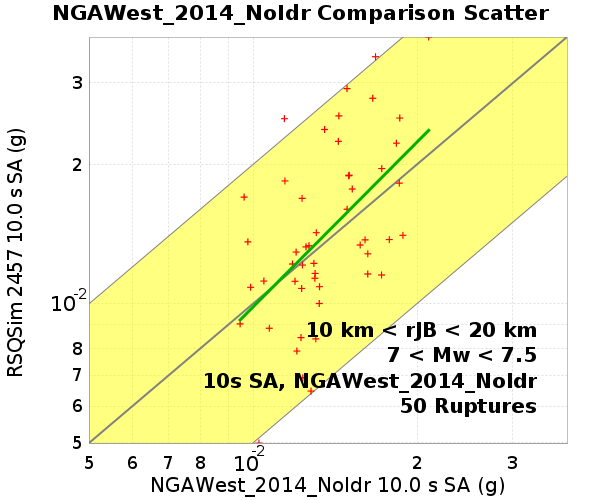 NGAWest_2014_NoIdr Comparison Scatter
RSQSim 2457 10.0 s SA (g)
3
2
10-2
8
7
6
5
10 km < rJB < 20 km
7 < Mw < 7.5
10s SA, NGAWest_2014_NoIdr
50 Ruptures
5 6 7 8 10-2 2 3
NGAWest_2014_NoIdr 10.0 s SA (g)